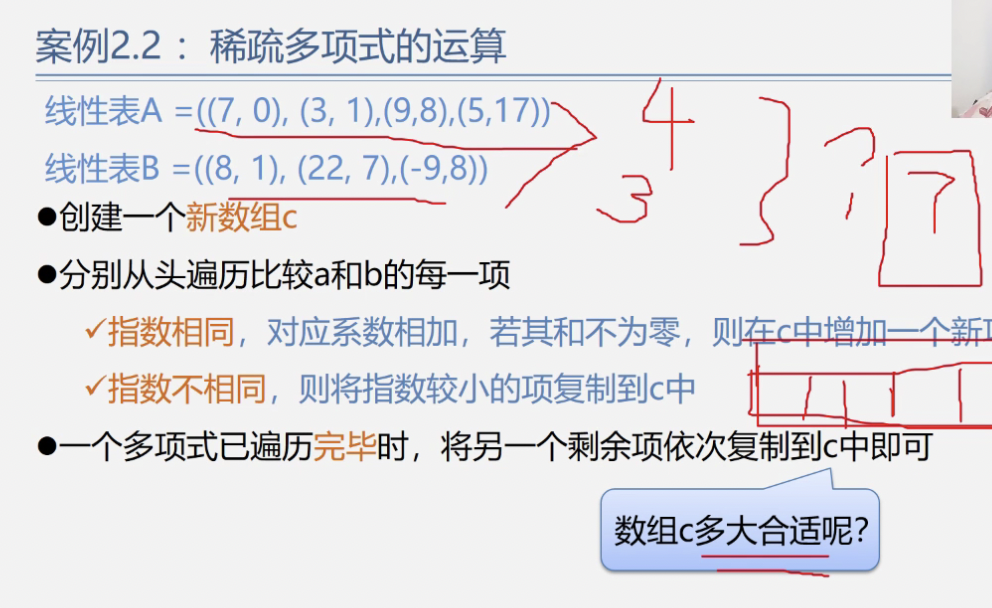 案例2.2 ：稀疏多项式的运算
线性表A =((7, 0), (3, 1),(9,8),(5,17))
线性表B =((8, 1), (22, 7),(-9,8))
4
3
7
●创建一个新数组c
●分别从头遍历比较a和b的每一项
✓指数相同，对应系数相加，若其和不为零，则在c中增加一个新
✓指数不相同，则将指数较小的项复制到c中
●一个多项式已遍历完毕时，将另一个剩余项依次复制到c中即可
数组c多大合适呢？